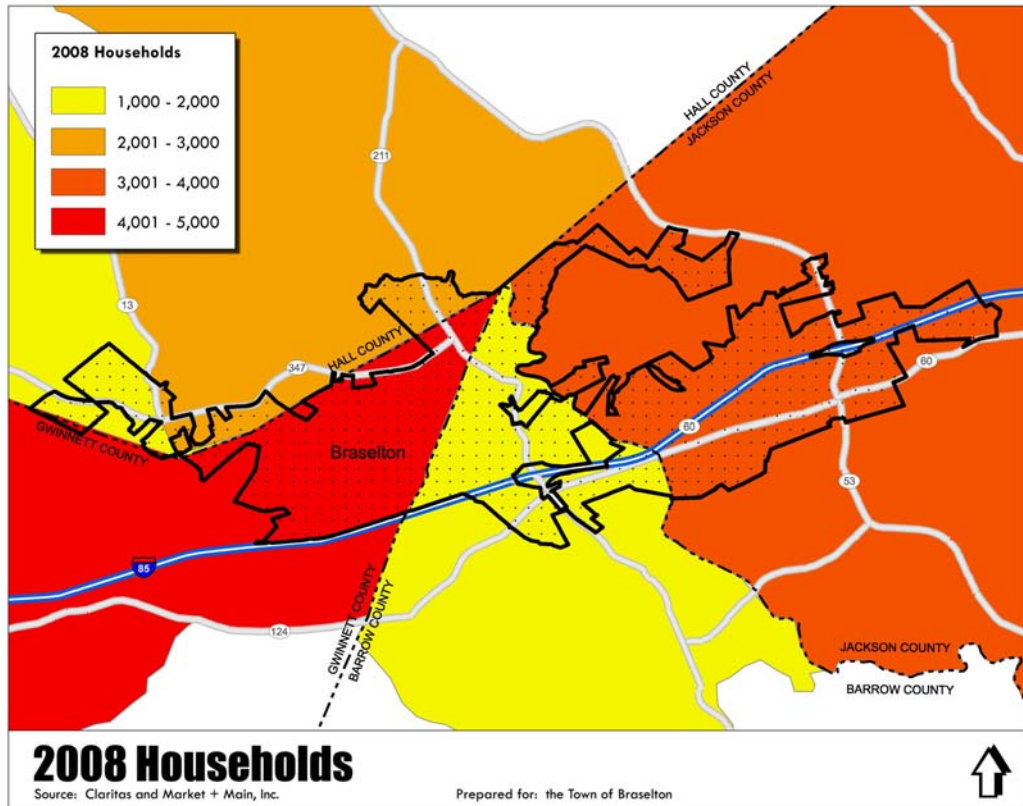 2008 Households
1,000 - 2,000
2,001 - 3,000
3,001 - 4,000
4,001 - 5,000
HALL COUNTY
JACKSON COUNTY
211
13
347
HALL COUNTY
GWINNETT COUNTY
Braselton
60
60
53
85
124
GWINNETT COUNTY
BARROW COUNTY
JACKSON COUNTY
BARROW COUNTY
2008 Households
Source: Claritas and Market + Main, Inc.
Prepared for: the Town of Braselton